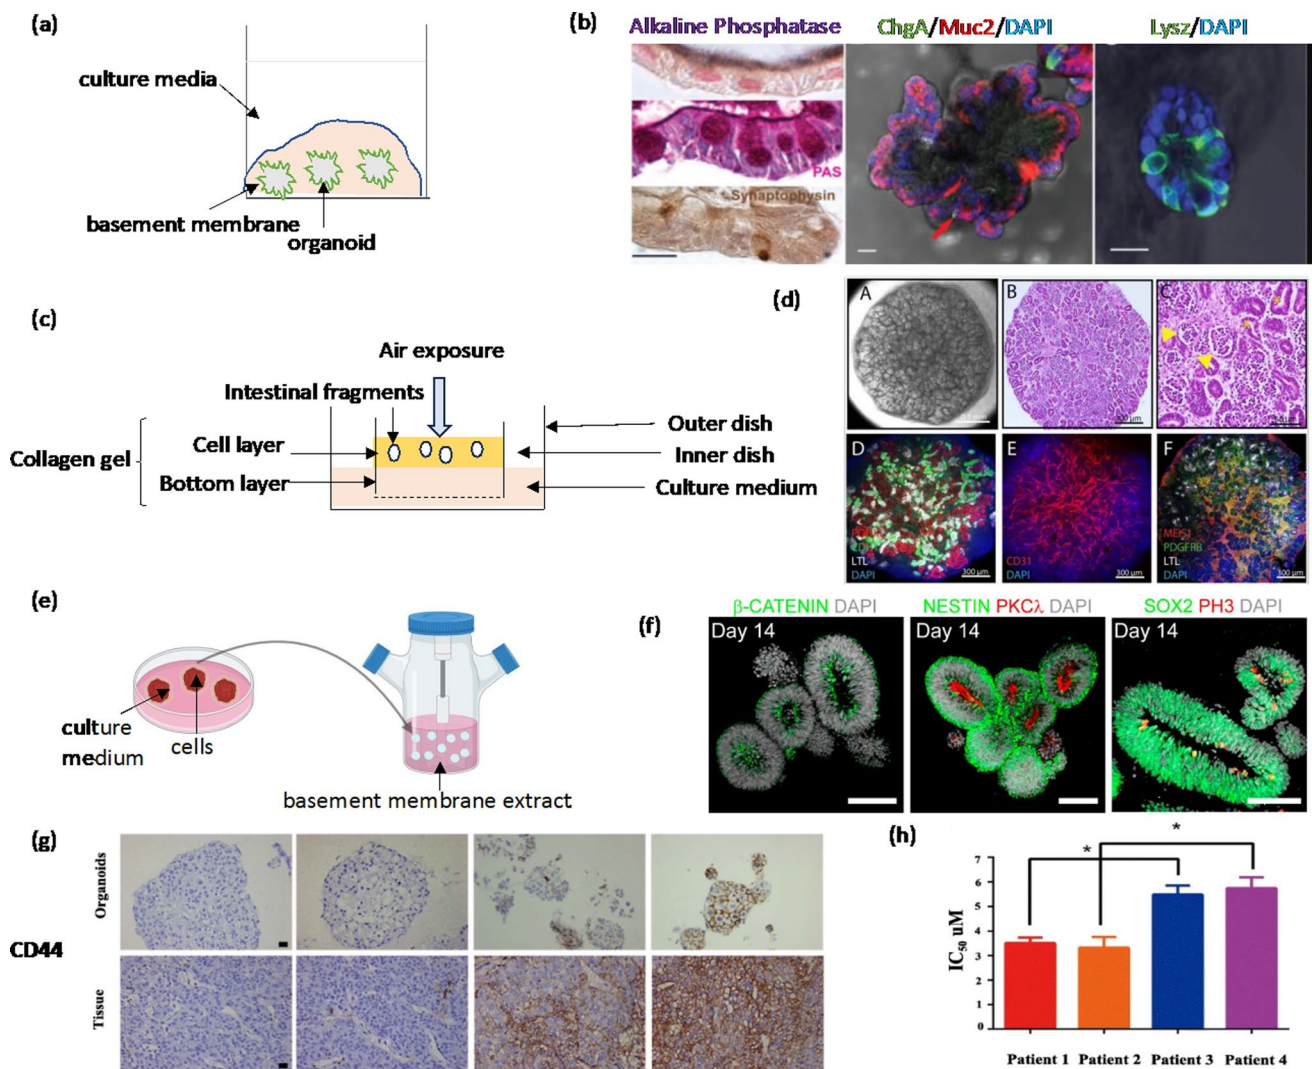 (a)
culture media
basement membrane
organoid
(b)
Alkaline Phosphatase
ChgA/Muc2/DAPI
Lysz/DAPI
PAS
Synaptophysin
(c)
Air exposure
Intestinal fragments
Collagen gel
Cell layer
Bottom layer
Outer dish
Inner dish
Culture medium
(d)
A
B
C
300 µm
D
LTL
DAPI
300 µm
E
CD31
DAPI
300 µm
F
MEIS1
PDGFRB
LTL
DAPI
300 µm
(e)
culture
medium
cells
basement membrane extract
(f)
β-CATENIN DAPI
Day 14
NESTIN PKCλ DAPI
Day 14
SOX2 PH3 DAPI
Day 14
(g)
CD44
Organoids
Tissue
(h)
IC50 uM
7
6
5
4
3
2
1
0
*
*
Patient 1
Patient 2
Patient 3
Patient 4